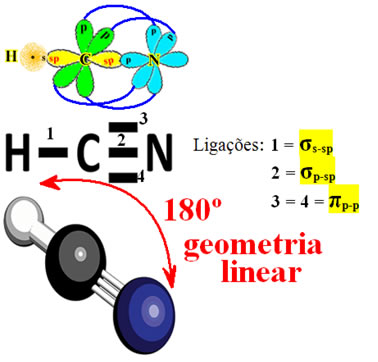 p p p p
H s sp C sp p N
3
1 2
H C N
4
Ligações: 1 = σs-sp
2 = σp-sp
3 = 4 = πp-p
180º
geometria
linear